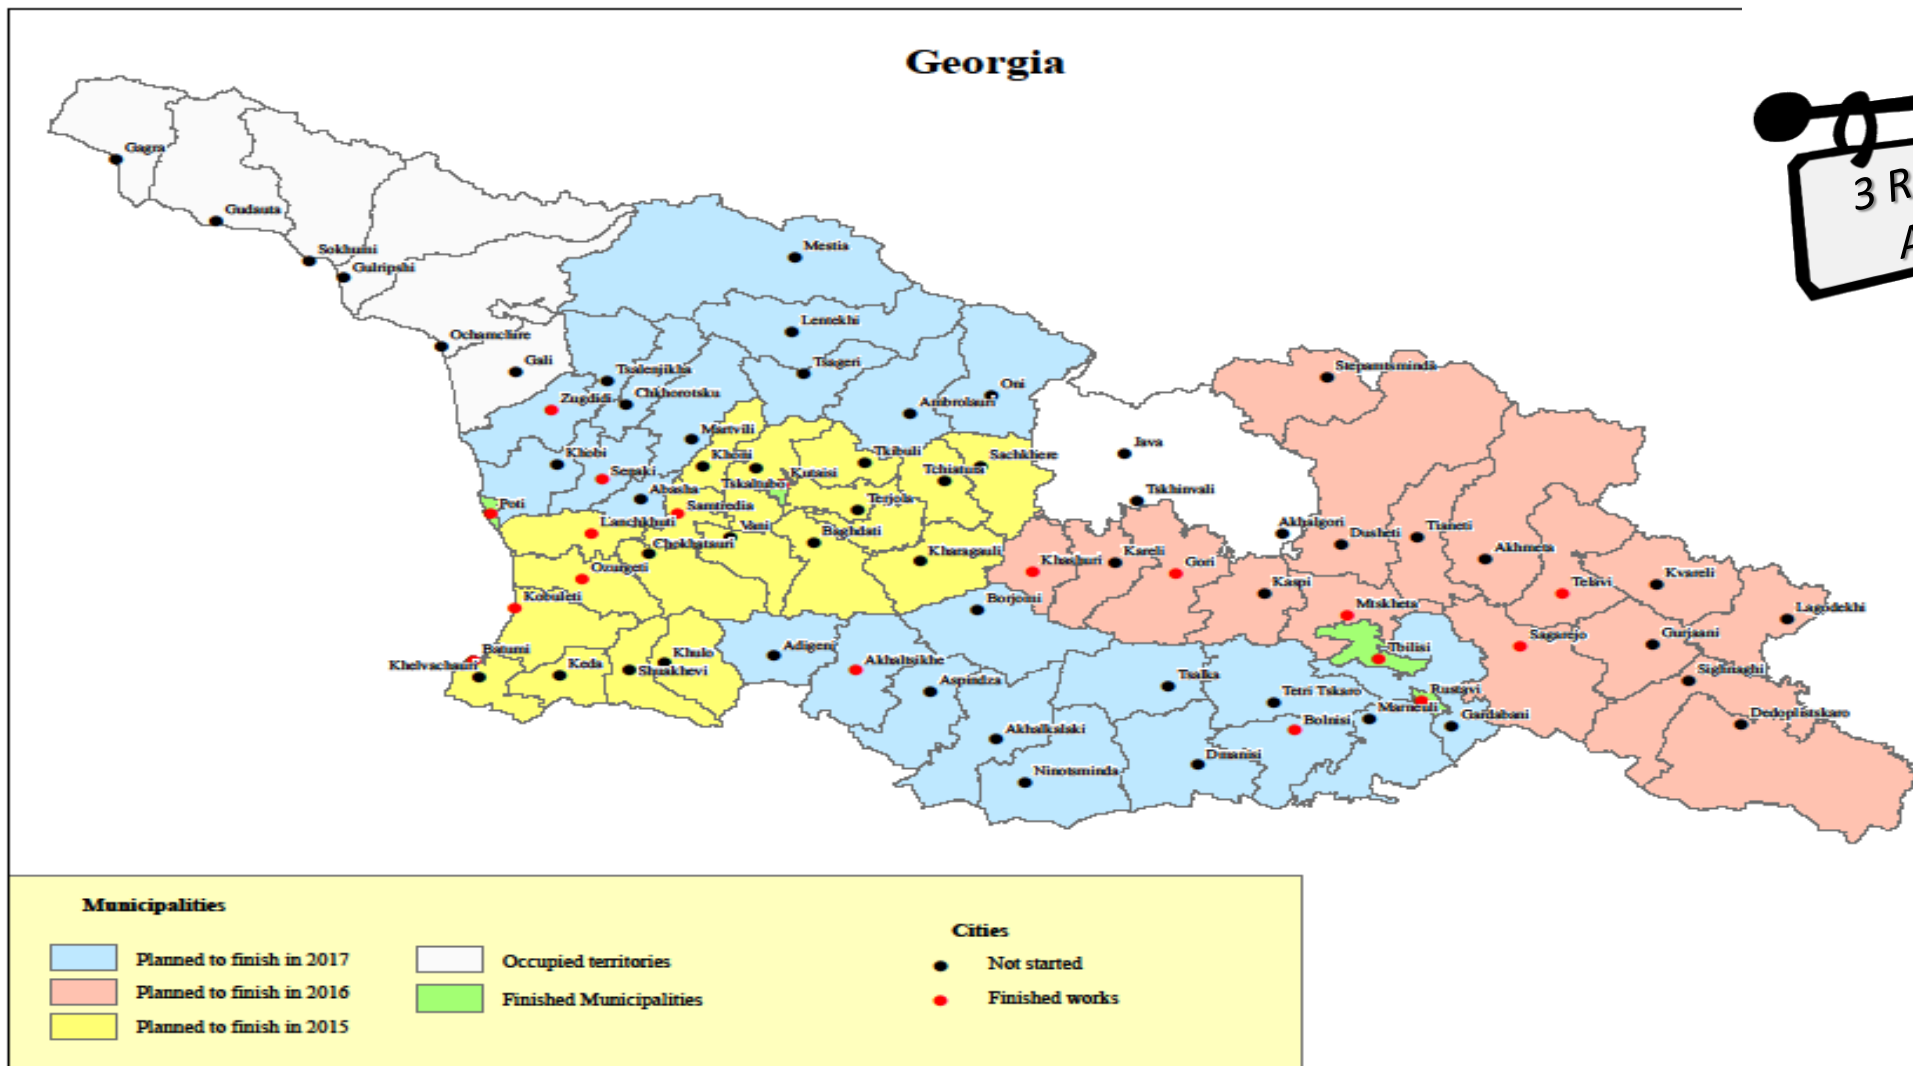 Georgia
3 R
A
Gagra
Gudauta
Sokhumi
Gulripshi
Ochamchire
Gali
Mestia
Lentekhi
Tsageri
Oni
Ambrolauri
Tsalenjikha
Chkhorotsku
Zugdidi
Martvili
Khobi
Senaki
Abasha
Poti
Khoni
Tskaltubo
Kutaisi
Tkibuli
Tchiatura
Sachkhere
Samtredia
Terjola
Lanchkhuti
Vani
Baghdati
Chokhatauri
Kharagauli
Ozurgeti
Kobuleti
Batumi
Khelvachauri
Keda
Shuakhevi
Khulo
Adigeni
Akhaltsikhe
Borjomi
Aspindza
Akhalkalaki
Ninotsminda
Tsalka
Tetri Tskaro
Dmanisi
Bolnisi
Marneuli
Gardabani
Rustavi
Tbilisi
Mtskheta
Java
Tskhinvali
Akhalgori
Khashuri
Kareli
Gori
Kaspi
Stepamtsminda
Dusheti
Tianeti
Akhmeta
Telavi
Kvareli
Lagodekhi
Sagarejo
Gurjaani
Sighnaghi
Dedoplistskaro
Municipalities
Planned to finish in 2017
Planned to finish in 2016
Planned to finish in 2015
Occupied territories
Finished Municipalities
Cities
Not started
Finished works